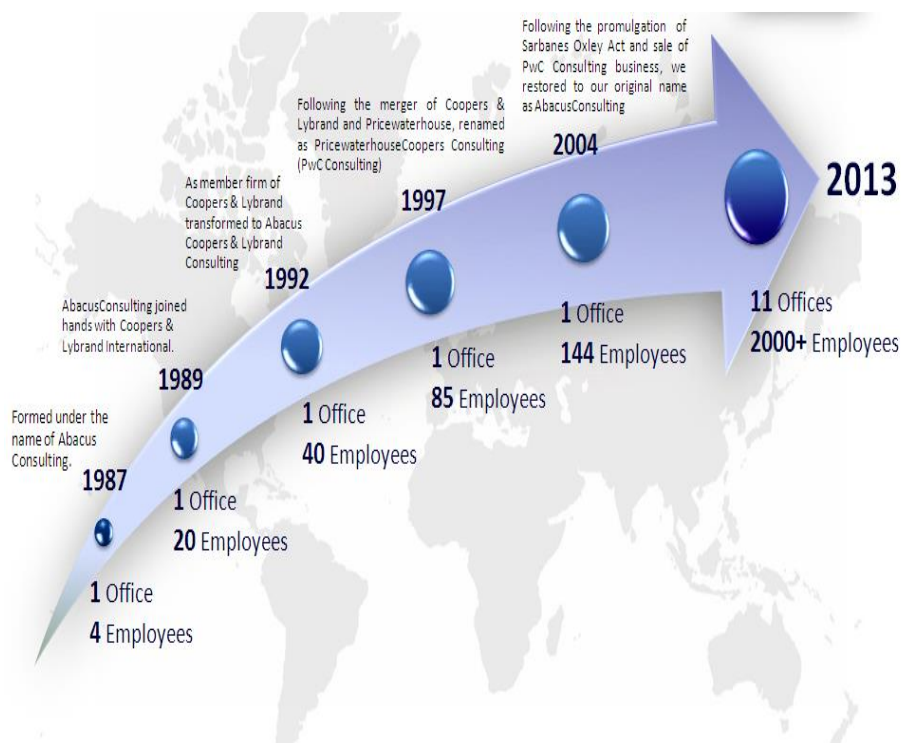 Formed under the
name of Abacus
Consulting.
1987
1 Office
4 Employees
AbacusConsulting joined
hands with Coopers &
Lybrand International.
1989
1 Office
20 Employees
As member firm of
Coopers & Lybrand
transformed to Abacus
Coopers & Lybrand
Consulting
1992
1 Office
40 Employees
Following the merger of Coopers &
Lybrand and Pricewaterhouse, renamed
as PricewaterhouseCoopers Consulting
(PwC Consulting)
1997
1 Office
85 Employees
Following the promulgation of
Sarbanes Oxley Act and sale of
PwC Consulting business, we
restored to our original name
as AbacusConsulting
2004
1 Office
144 Employees
2013
11 Offices
2000+ Employees